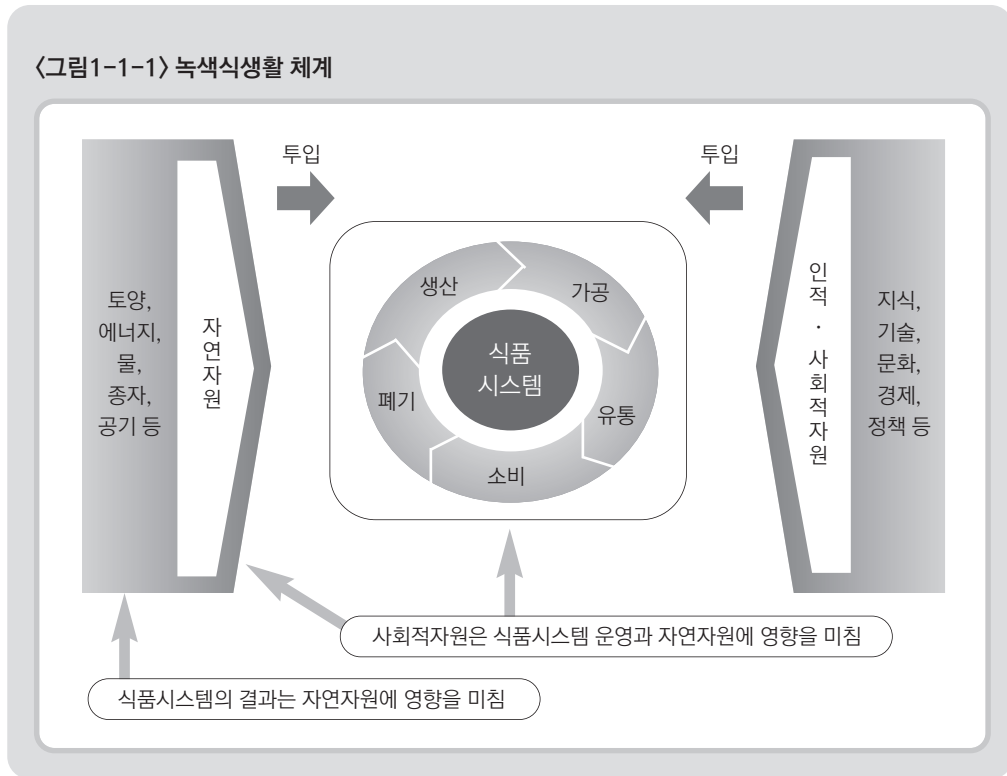 〈그림1-1-1〉 녹색식생활 체계
투입
투입
토양,
에너지,
물,
종자,
공기 등
자연자원
생산
가공
유통
소비
폐기
식품
시스템
인적 · 사회적자원
지식,
기술,
문화,
경제,
정책 등
사회적자원은 식품시스템 운영과 자연자원에 영향을 미침
식품시스템의 결과는 자연자원에 영향을 미침